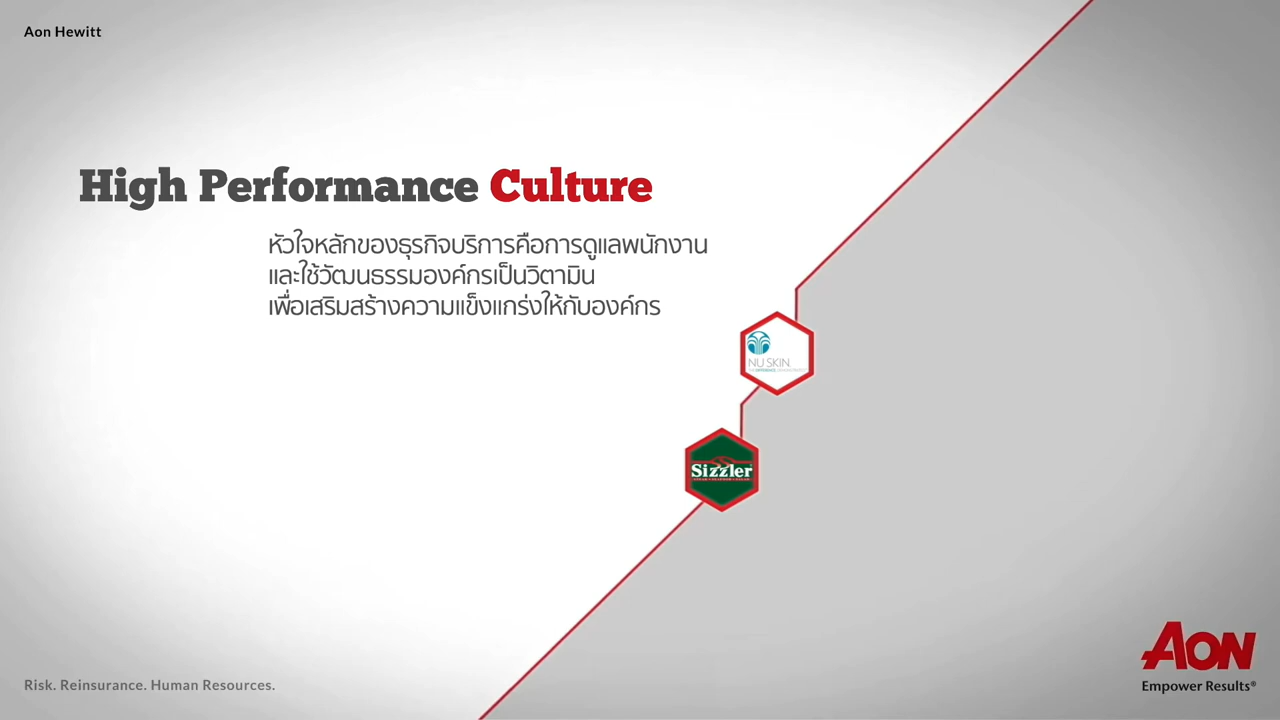 Aon Hewitt
High Performance Culture
หัวใจหลักของธุรกิจบริการคือการดูแลพนักงาน
และใช้วัฒนธรรมองค์กรเป็นวิตามิน
เพื่อเสริมสร้างความแข็งแกร่งให้กับองค์กร
NU SKIN
Sizzler
AON
Empower Results®
Risk. Reinsurance. Human Resources.